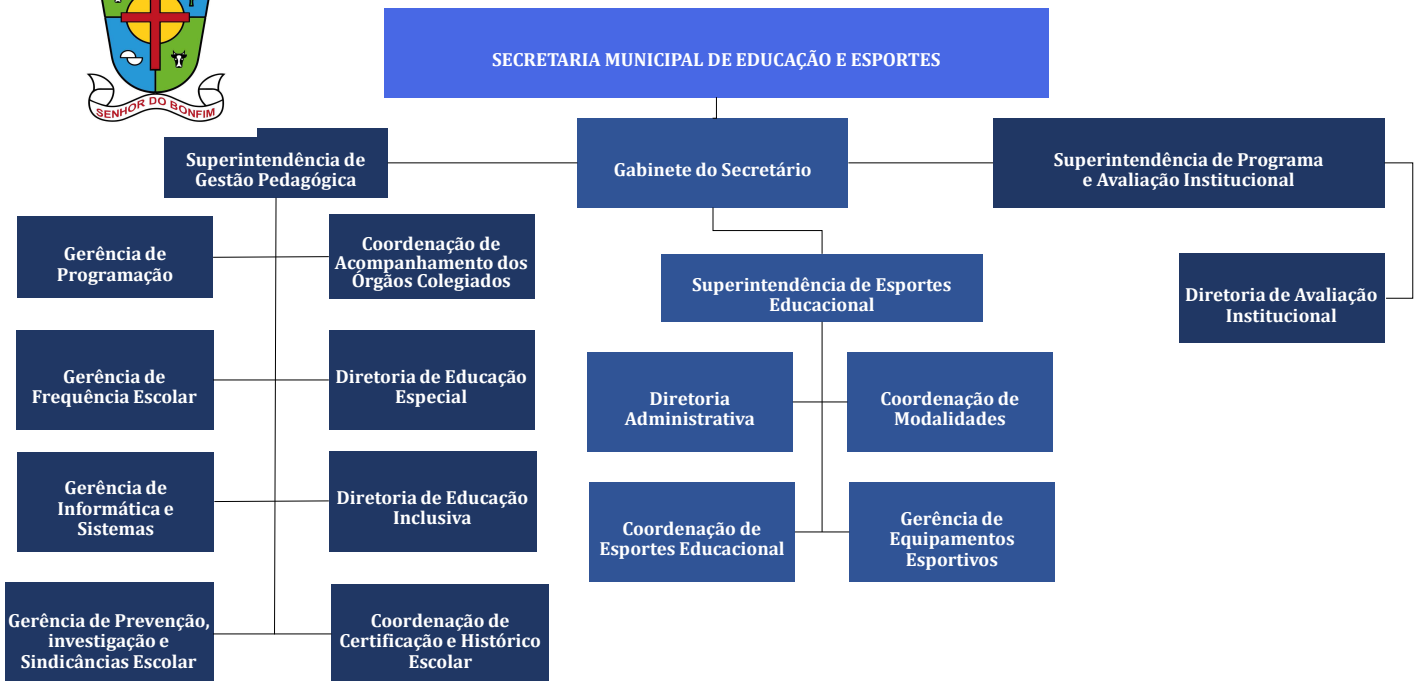 SENHOR DO BONFIM
SECRETARIA MUNICIPAL DE EDUCAÇÃO E ESPORTES
Superintendência de
Gestão Pedagógica
Gabinete do Secretário
Superintendência de Programa
e Avaliação Institucional
Gerência de
Programação
Coordenação de
Acompanhamento dos
Órgãos Colegiados
Superintendência de Esportes
Educacional
Diretoria de Avaliação
Institucional
Gerência de
Frequência Escolar
Diretoria de Educação
Especial
Diretoria
Administrativa
Coordenação de
Modalidades
Gerência de
Informática e
Sistemas
Diretoria de Educação
Inclusiva
Coordenação de
Esportes Educacional
Gerência de
Equipamentos
Esportivos
Gerência de Prevenção,
investigação e
Sindicâncias Escolar
Coordenação de
Certificação e Histórico
Escolar